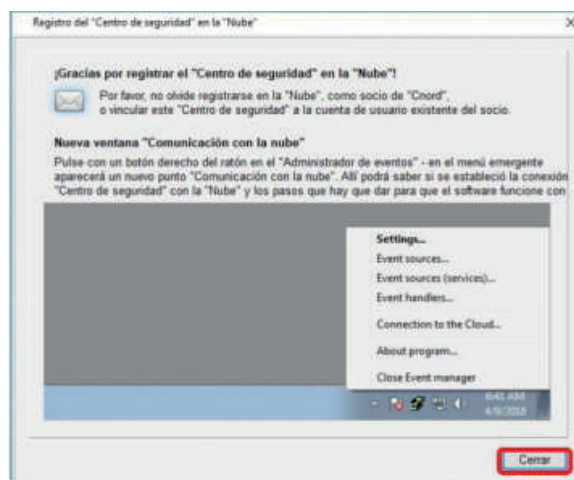 Registro del "Centro de seguridad" en la "Nube"
¡Gracias por registrar el "Centro de seguridad" en la "Nube"!
Por favor, no olvide registrarse en la "Nube", como socio de "Cnord",
o vincular este "Centro de seguridad" a la cuenta de usuario existente del socio.
Nueva ventana "Comunicación con la nube"
Pulse con un botón derecho del ratón en el "Administrador de eventos" - en el menú emergente
aparecerá un nuevo punto "Comunicación con la nube". Allí podrá saber si se estableció la conexión
"Centro de seguridad" con la "Nube" y los pasos que hay que dar para que el software funcione con
Settings...
Event sources...
Event sources (services)...
Event handlers...
Connection to the Cloud...
About program...
Close Event manager
8:41 AM
4/9/2018
Cerrar